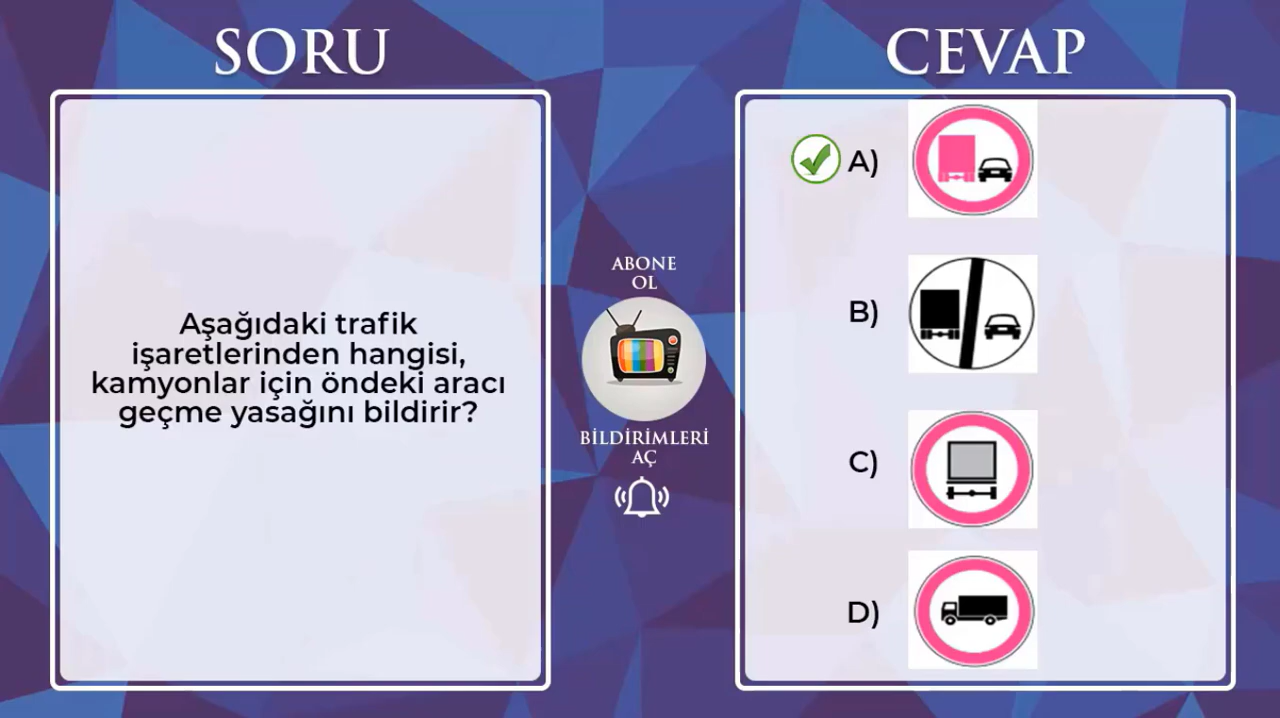 SORU
Aşağıdaki trafik
işaretlerinden hangisi,
kamyonlar için öndeki aracı
geçme yasağını bildirir?
ABONE
OL
BİLDİRİMLERİ
AÇ
CEVAP
A)
B)
C)
D)